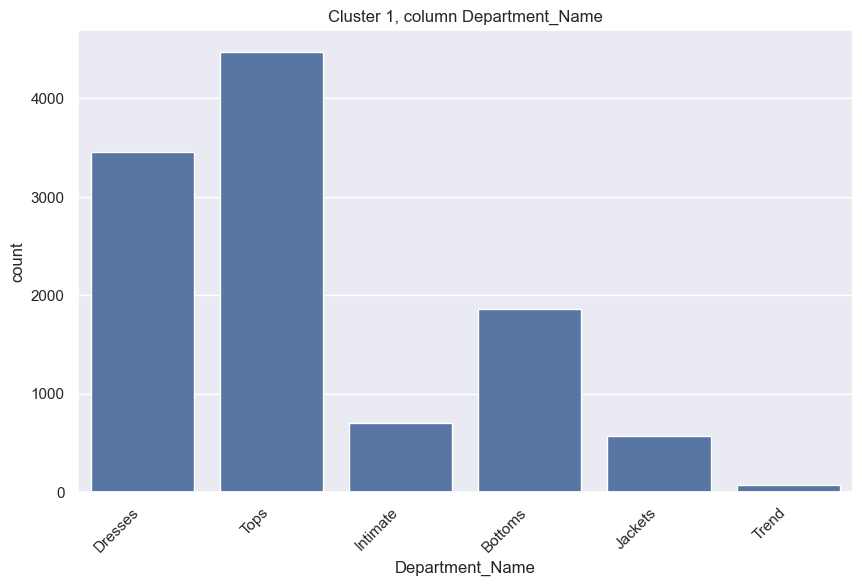 Cluster 1, column Department_Name
count
4000
3000
2000
1000
0
Dresses
Tops
Intimate
Bottoms
Jackets
Trend
Department_Name